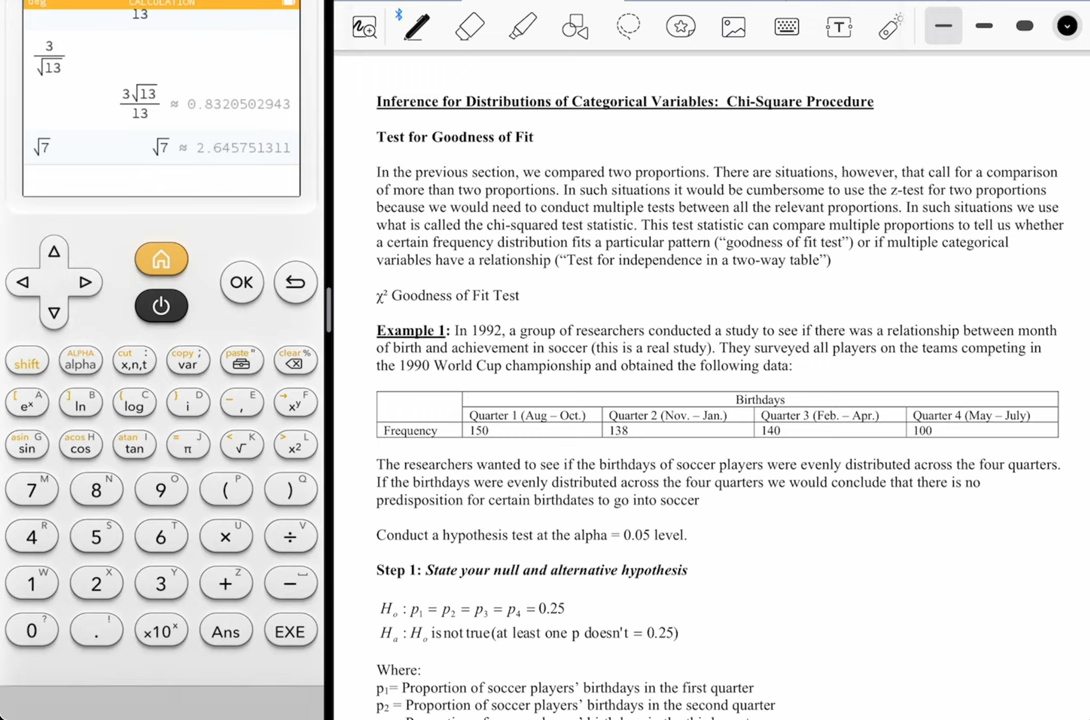 deg CALCULATION
13
3
√13
3√13
13
≈ 0.8320502943
√7 √7 ≈ 2.645751311
OK
shift
ALPHA
alpha
cut :
x,n,t
copy ;
var
paste "
clear %
[ A
eˣ
] B
ln
{ C
log
} D
i
_ E
,
→ F
xʸ
asin G
sin
acos H
cos
atan I
tan
= J
π
< K
√
> L
x²
7 M
8 N
9 O
( P
) Q
4 R
5 S
6 T
× U
÷ V
1 W
2 X
3 Y
+ Z
−
0 ?
. !
×10ˣ
Ans
EXE
T
Inference for Distributions of Categorical Variables: Chi-Square Procedure
Test for Goodness of Fit
In the previous section, we compared two proportions. There are situations, however, that call for a comparison
of more than two proportions. In such situations it would be cumbersome to use the z-test for two proportions
because we would need to conduct multiple tests between all the relevant proportions. In such situations we use
what is called the chi-squared test statistic. This test statistic can compare multiple proportions to tell us whether
a certain frequency distribution fits a particular pattern (“goodness of fit test”) or if multiple categorical
variables have a relationship (“Test for independence in a two-way table”)
χ² Goodness of Fit Test
Example 1: In 1992, a group of researchers conducted a study to see if there was a relationship between month
of birth and achievement in soccer (this is a real study). They surveyed all players on the teams competing in
the 1990 World Cup championship and obtained the following data:
Birthdays
Quarter 1 (Aug – Oct.) Quarter 2 (Nov. – Jan.) Quarter 3 (Feb. – Apr.) Quarter 4 (May – July)
Frequency 150 138 140 100
The researchers wanted to see if the birthdays of soccer players were evenly distributed across the four quarters.
If the birthdays were evenly distributed across the four quarters we would conclude that there is no
predisposition for certain birthdates to go into soccer
Conduct a hypothesis test at the alpha = 0.05 level.
Step 1: State your null and alternative hypothesis
Hₒ : p₁ = p₂ = p₃ = p₄ = 0.25
Hₐ : Hₒ is not true(at least one p doesn't = 0.25)
Where:
p₁= Proportion of soccer players’ birthdays in the first quarter
p₂ = Proportion of soccer players’ birthdays in the second quarter